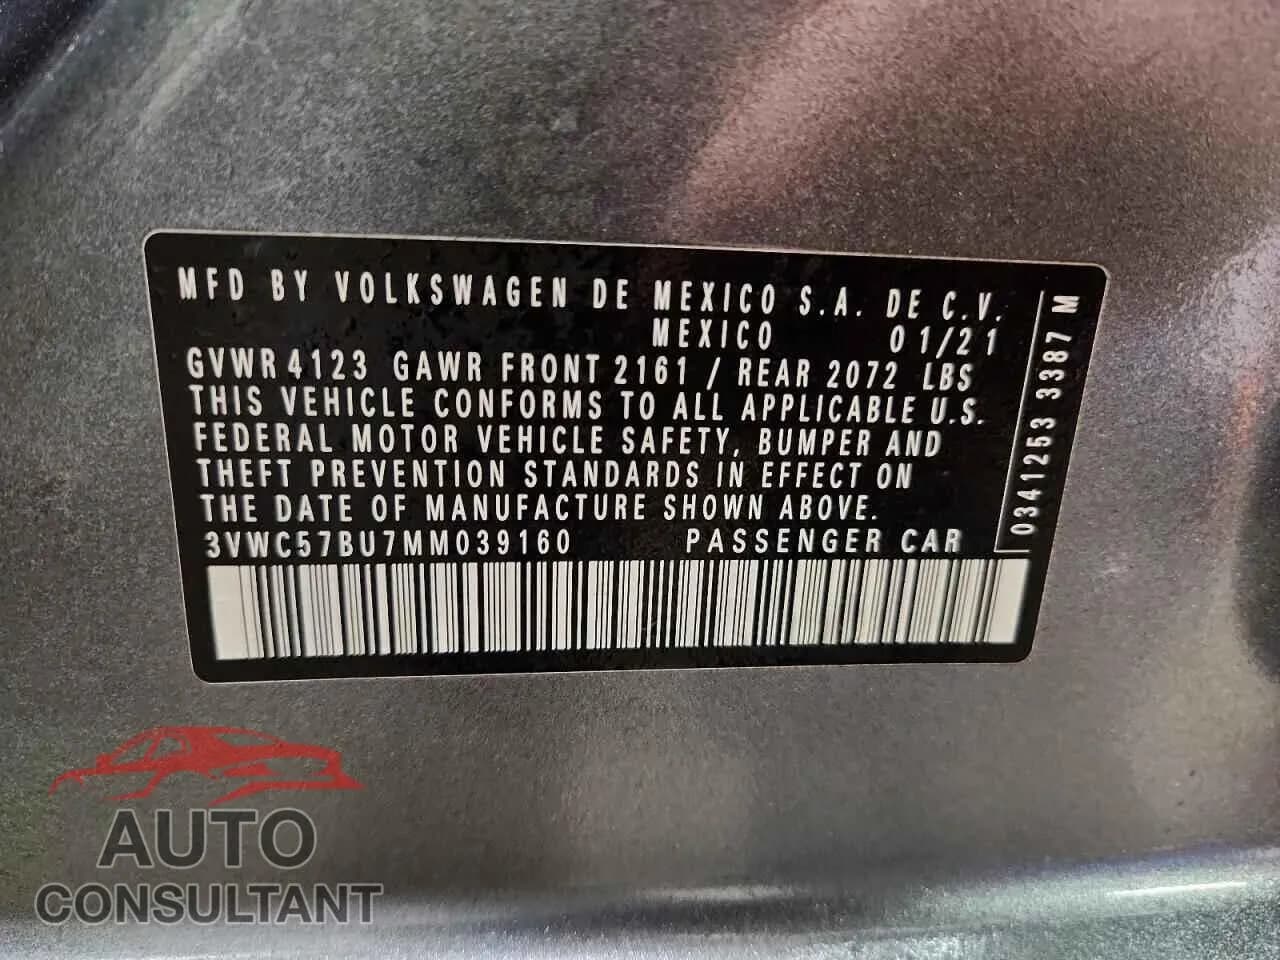 MFD BY VOLKSWAGEN DE MEXICO S.A. DE C.V.
MEXICO 01/21
GVWR 4123 GAWR FRONT 2161 / REAR 2072 LBS
THIS VEHICLE CONFORMS TO ALL APPLICABLE U.S.
FEDERAL MOTOR VEHICLE SAFETY, BUMPER AND
THEFT PREVENTION STANDARDS IN EFFECT ON
THE DATE OF MANUFACTURE SHOWN ABOVE.
3VWC57BU7MM039160 PASSENGER CAR
0341253 3387 M
AUTO
CONSULTANT